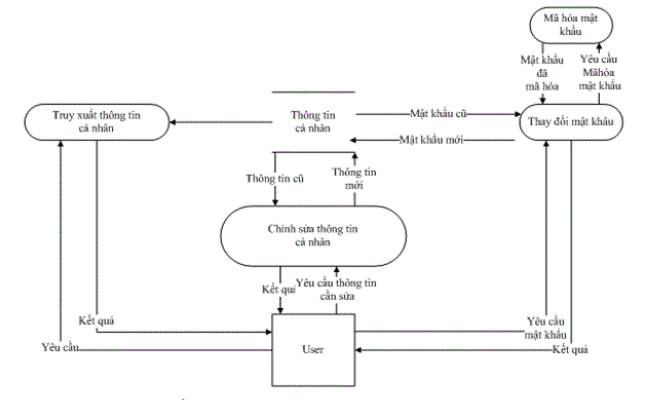 Mã hóa mật
khẩu
Mật khẩu
đã
mã hóa
Yêu cầu
Mãhóa
mật khẩu
Truy xuất thông tin
cá nhân
Thông tin
cá nhân
Mật khẩu cũ
Thay đổi mật khẩu
Mật khẩu mới
Thông tin cũ
Thông tin
mới
Chỉnh sửa thông tin
cá nhân
Kết quả
Yêu cầu thông tin
cần sửa
Kết quả
Yêu cầu
User
Yêu cầu
mật khẩu
Kết quả